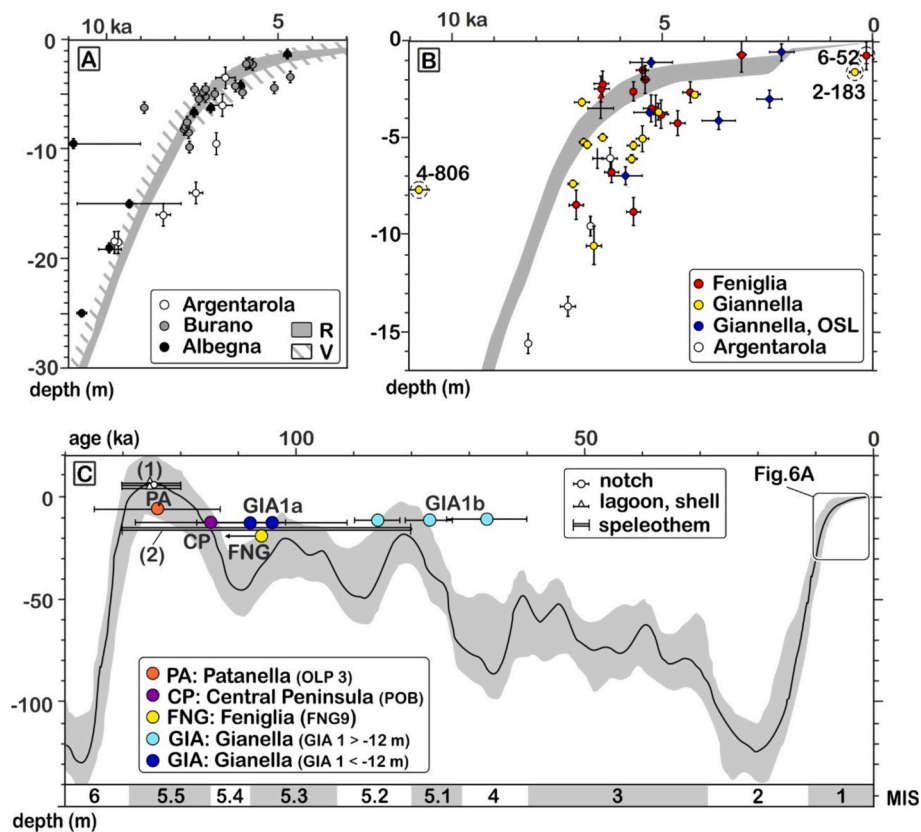 10 ka 5
0
A
-10
-20
-30
depth (m)
Argentarola
Burano
Albegna
R
V
10 ka 5 0
0
B
-5
-10
-15
depth (m)
6-52
2-183
4-806
Feniglia
Giannella
Giannella, OSL
Argentarola
age (ka) 100 50 0
C
0
-50
-100
depth (m)
(1)
PA
(2)
CP
FNG
GIA1a
GIA1b
notch
lagoon, shell
speleothem
Fig.6A
PA: Patanella (OLP 3)
CP: Central Peninsula (POB)
FNG: Feniglia (FNG9)
GIA: Gianella (GIA 1 > -12 m)
GIA: Gianella (GIA 1 < -12 m)
6 5.5 5.4 5.3 5.2 5.1 4 3 2 1 MIS